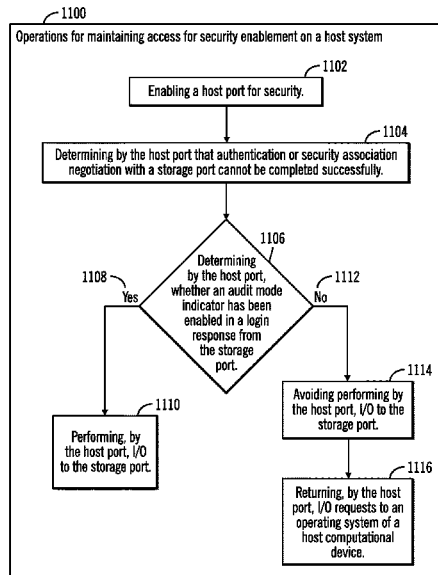 1100
Operations for maintaining access for security enablement on a host system
1102
Enabling a host port for security.
1104
Determining by the host port that authentication or security association
negotiation with a storage port cannot be completed successfully.
1106
Determining
by the host port,
whether an audit mode
indicator has been
enabled in a login
response from
the storage
port.
1108
Yes
1112
No
1110
Performing, by
the host port, I/O
to the storage port.
1114
Avoiding performing by
the host port, I/O to the
storage port.
1116
Returning, by the host
port, I/O requests to an
operating system of a
host computational
device.